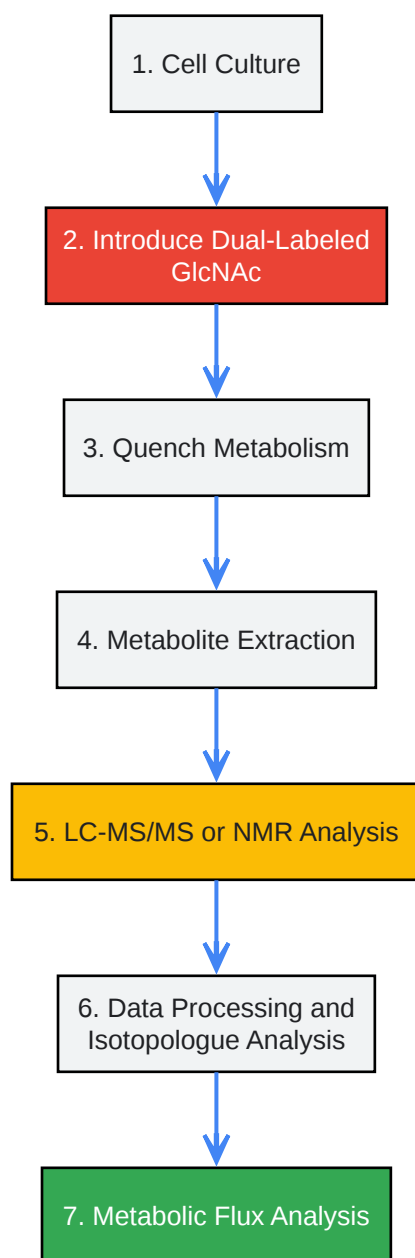 1. Cell Culture
2. Introduce Dual-Labeled
GlcNAc
3. Quench Metabolism
4. Metabolite Extraction
5. LC-MS/MS or NMR Analysis
6. Data Processing and
Isotopologue Analysis
7. Metabolic Flux Analysis